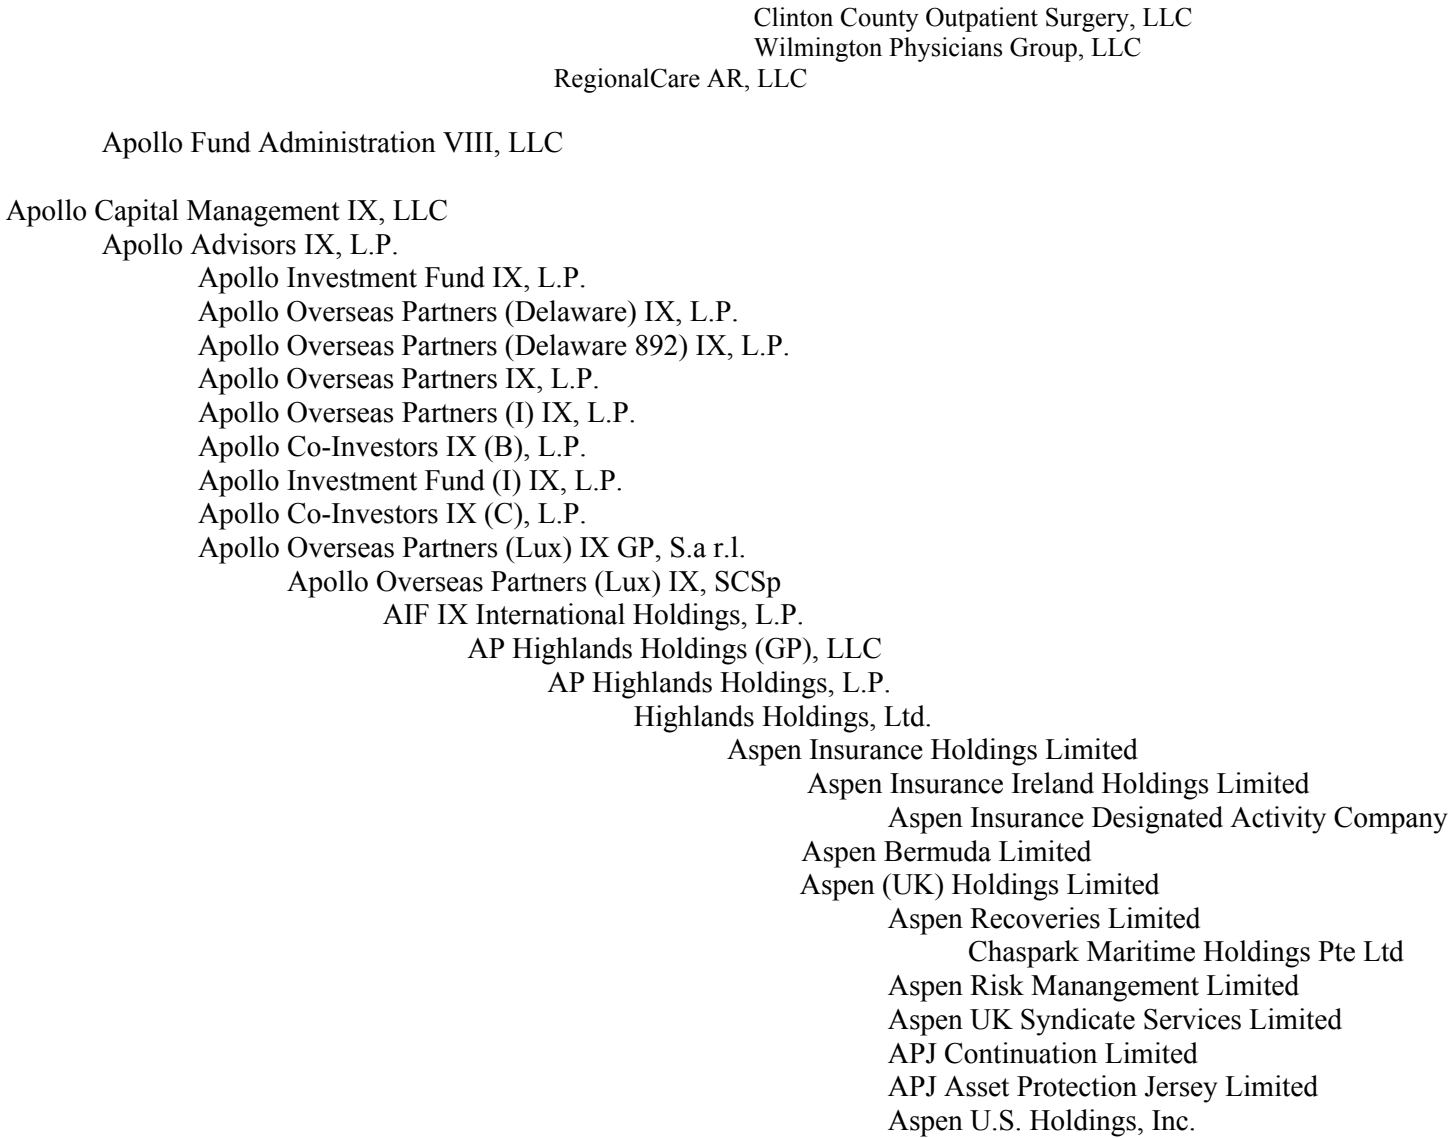 Clinton County Outpatient Surgery, LLC
Wilmington Physicians Group, LLC
RegionalCare AR, LLC
Apollo Fund Administration VIII, LLC
Apollo Capital Management IX, LLC
Apollo Advisors IX, L.P.
Apollo Investment Fund IX, L.P.
Apollo Overseas Partners (Delaware) IX, L.P.
Apollo Overseas Partners (Delaware 892) IX, L.P.
Apollo Overseas Partners IX, L.P.
Apollo Overseas Partners (I) IX, L.P.
Apollo Co-Investors IX (B), L.P.
Apollo Investment Fund (I) IX, L.P.
Apollo Co-Investors IX (C), L.P.
Apollo Overseas Partners (Lux) IX GP, S.a r.l.
Apollo Overseas Partners (Lux) IX, SCSp
AIF IX International Holdings, L.P.
AP Highlands Holdings (GP), LLC
AP Highlands Holdings, L.P.
Highlands Holdings, Ltd.
Aspen Insurance Holdings Limited
Aspen Insurance Ireland Holdings Limited
Aspen Insurance Designated Activity Company
Aspen Bermuda Limited
Aspen (UK) Holdings Limited
Aspen Recoveries Limited
Chaspark Maritime Holdings Pte Ltd
Aspen Risk Manangement Limited
Aspen UK Syndicate Services Limited
APJ Continuation Limited
APJ Asset Protection Jersey Limited
Aspen U.S. Holdings, Inc.